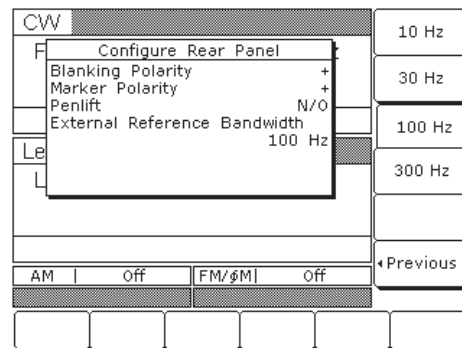 CW
F
Configure Rear Panel
Blanking Polarity +
Marker Polarity +
Penlift N/O
External Reference Bandwidth
100 Hz
Le
L
AM | Off FM/ϕM| Off
10 Hz
30 Hz
100 Hz
300 Hz
◂Previous